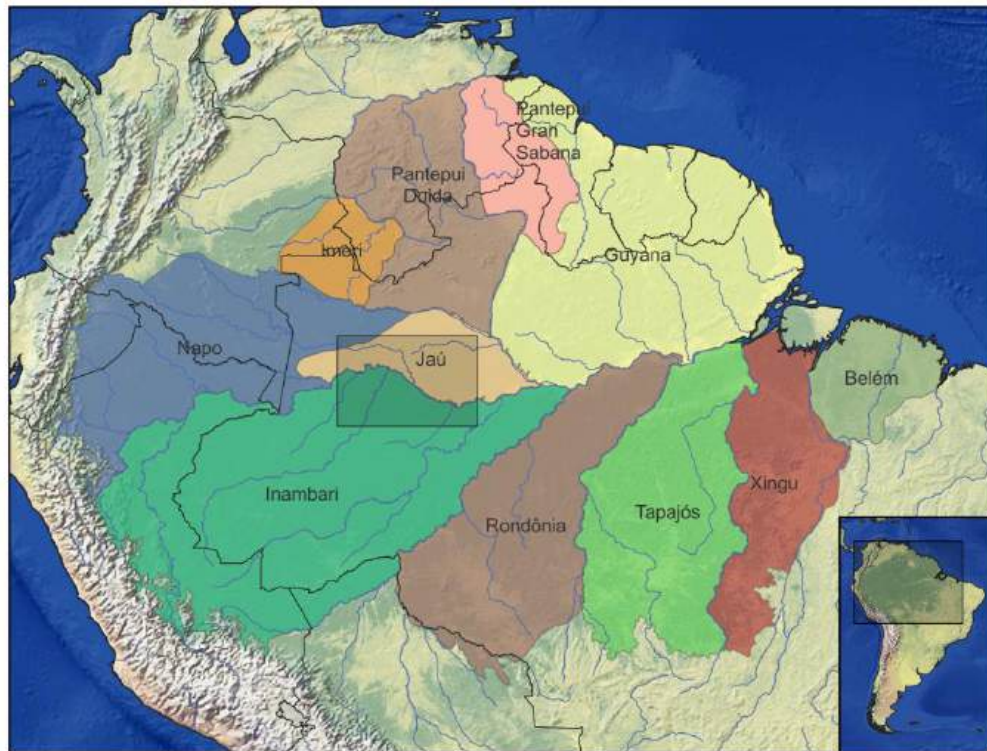 Pantepui
Gran
Sabana
Pantepui
Duida
Imeri
Guyana
Napo
Jaú
Belém
Inambari
Rondônia
Tapajós
Xingu